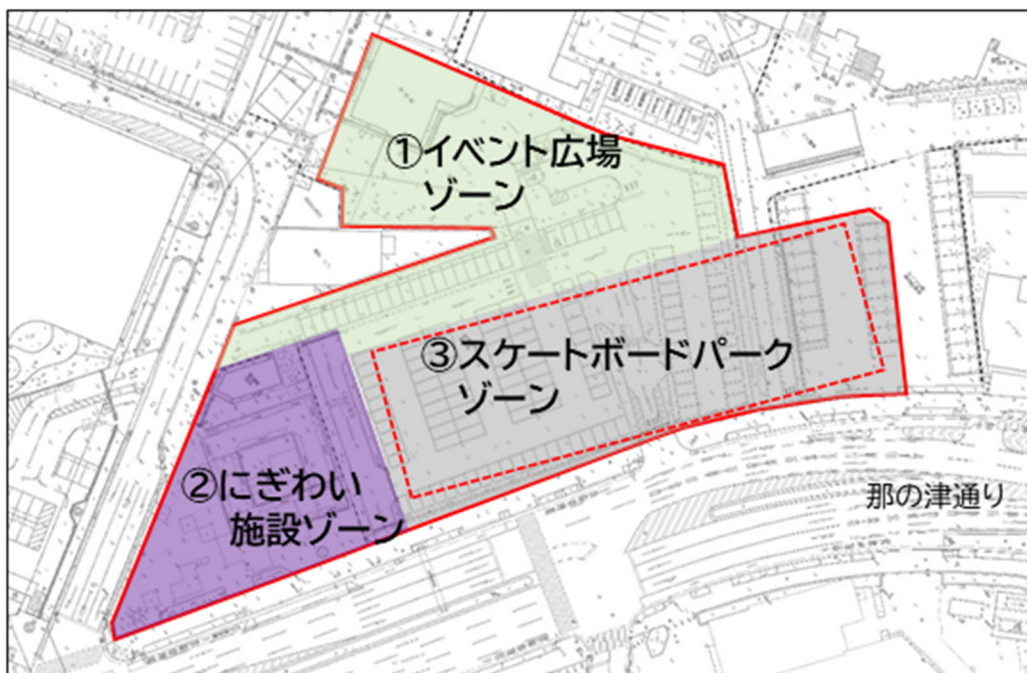 ①イベント広場
ゾーン
③スケートボードパーク
ゾーン
②にぎわい
施設ゾーン
那の津通り